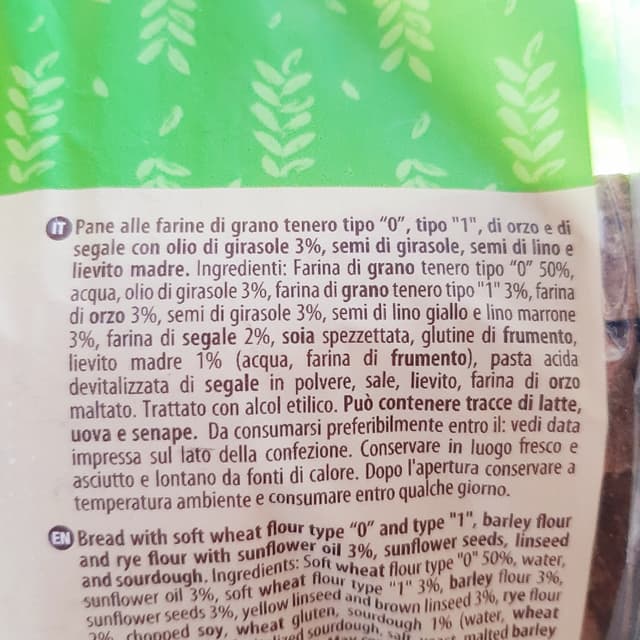 IT Pane alle farine di grano tenero tipo “0”, tipo "1", di orzo e di
segale con olio di girasole 3%, semi di girasole, semi di lino e
lievito madre. Ingredienti: Farina di grano tenero tipo “0” 50%,
acqua, olio di girasole 3%, farina di grano tenero tipo "1" 3%, farina
di orzo 3%, semi di girasole 3%, semi di lino giallo e lino marrone
3%, farina di segale 2%, soia spezzettata, glutine di frumento,
lievito madre 1% (acqua, farina di frumento), pasta acida
devitalizzata di segale in polvere, sale, lievito, farina di orzo
maltato. Trattato con alcol etilico. Può contenere tracce di latte,
uova e senape. Da consumarsi preferibilmente entro il: vedi data
impressa sul lato della confezione. Conservare in luogo fresco e
asciutto e lontano da fonti di calore. Dopo l'apertura conservare a
temperatura ambiente e consumare entro qualche giorno.
EN Bread with soft wheat flour type “0” and type "1", barley flour
and rye flour with sunflower oil 3%, sunflower seeds, linseed
and sourdough. Ingredients: Soft wheat flour type "0" 50%, water,
sunflower oil 3%, soft wheat flour type "1" 3%, barley flour 3%,
sunflower seeds 3%, yellow linseed and brown linseed 3%, rye flour
2%, chopped soy, wheat gluten, sourdough 1% (water, wheat
sourdough, salt, malted barley